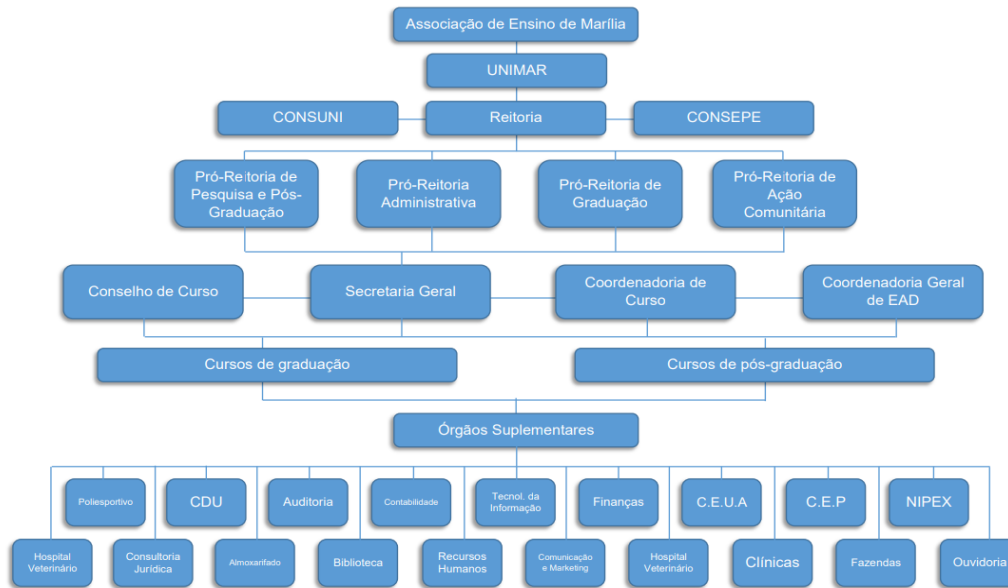 Associação de Ensino de Marília
UNIMAR
CONSUNI
Reitoria
CONSEPE
Pró-Reitoria de
Pesquisa e Pós-
Graduação
Pró-Reitoria
Administrativa
Pró-Reitoria de
Graduação
Pró-Reitoria de
Ação
Comunitária
Conselho de Curso
Secretaria Geral
Coordenadoria de
Curso
Coordenadoria Geral
de EAD
Cursos de graduação
Cursos de pós-graduação
Órgãos Suplementares
Poliesportivo
CDU
Auditoria
Contabilidade
Tecnol. da
Informação
Finanças
C.E.U.A
C.E.P
NIPEX
Hospital
Veterinário
Consultoria
Jurídica
Almoxarifado
Biblioteca
Recursos
Humanos
Comunicação
e Marketing
Hospital
Veterinário
Clínicas
Fazendas
Ouvidoria